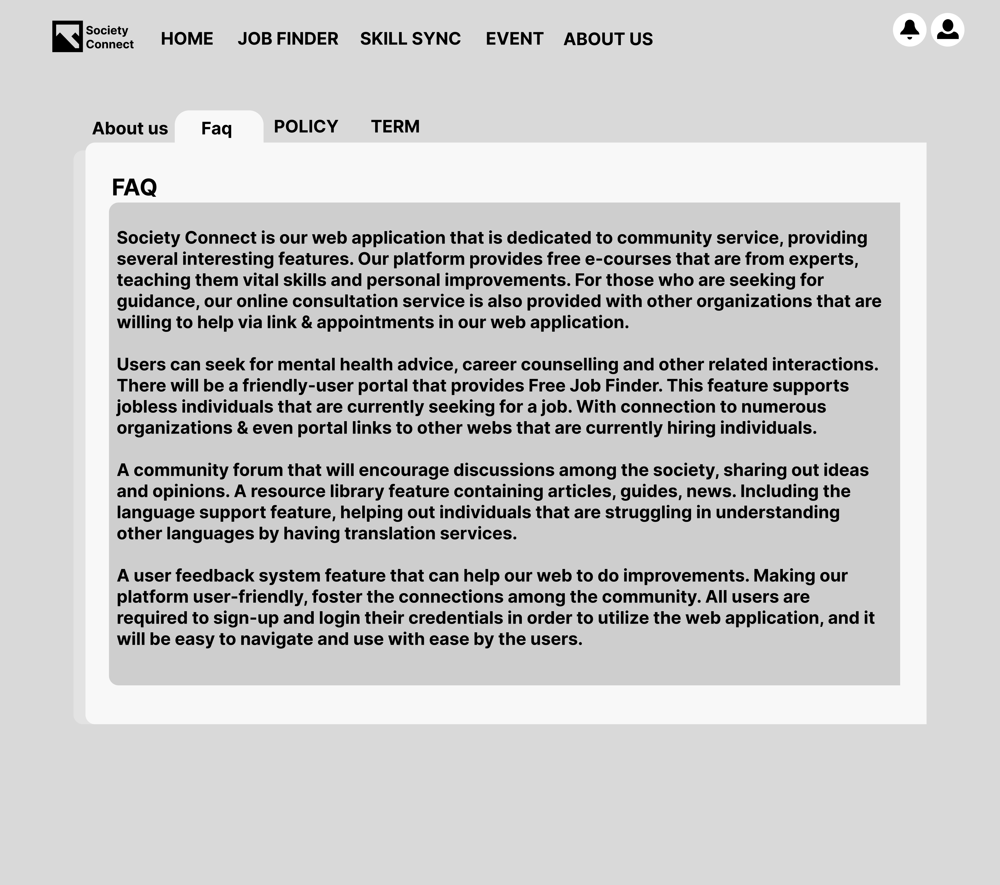 Society
Connect
HOME
JOB FINDER
SKILL SYNC
EVENT
ABOUT US
About us
Faq
POLICY
TERM
FAQ
Society Connect is our web application that is dedicated to community service, providing
several interesting features. Our platform provides free e-courses that are from experts,
teaching them vital skills and personal improvements. For those who are seeking for
guidance, our online consultation service is also provided with other organizations that are
willing to help via link & appointments in our web application.
Users can seek for mental health advice, career counselling and other related interactions.
There will be a friendly-user portal that provides Free Job Finder. This feature supports
jobless individuals that are currently seeking for a job. With connection to numerous
organizations & even portal links to other webs that are currently hiring individuals.
A community forum that will encourage discussions among the society, sharing out ideas
and opinions. A resource library feature containing articles, guides, news. Including the
language support feature, helping out individuals that are struggling in understanding
other languages by having translation services.
A user feedback system feature that can help our web to do improvements. Making our
platform user-friendly, foster the connections among the community. All users are
required to sign-up and login their credentials in order to utilize the web application, and it
will be easy to navigate and use with ease by the users.